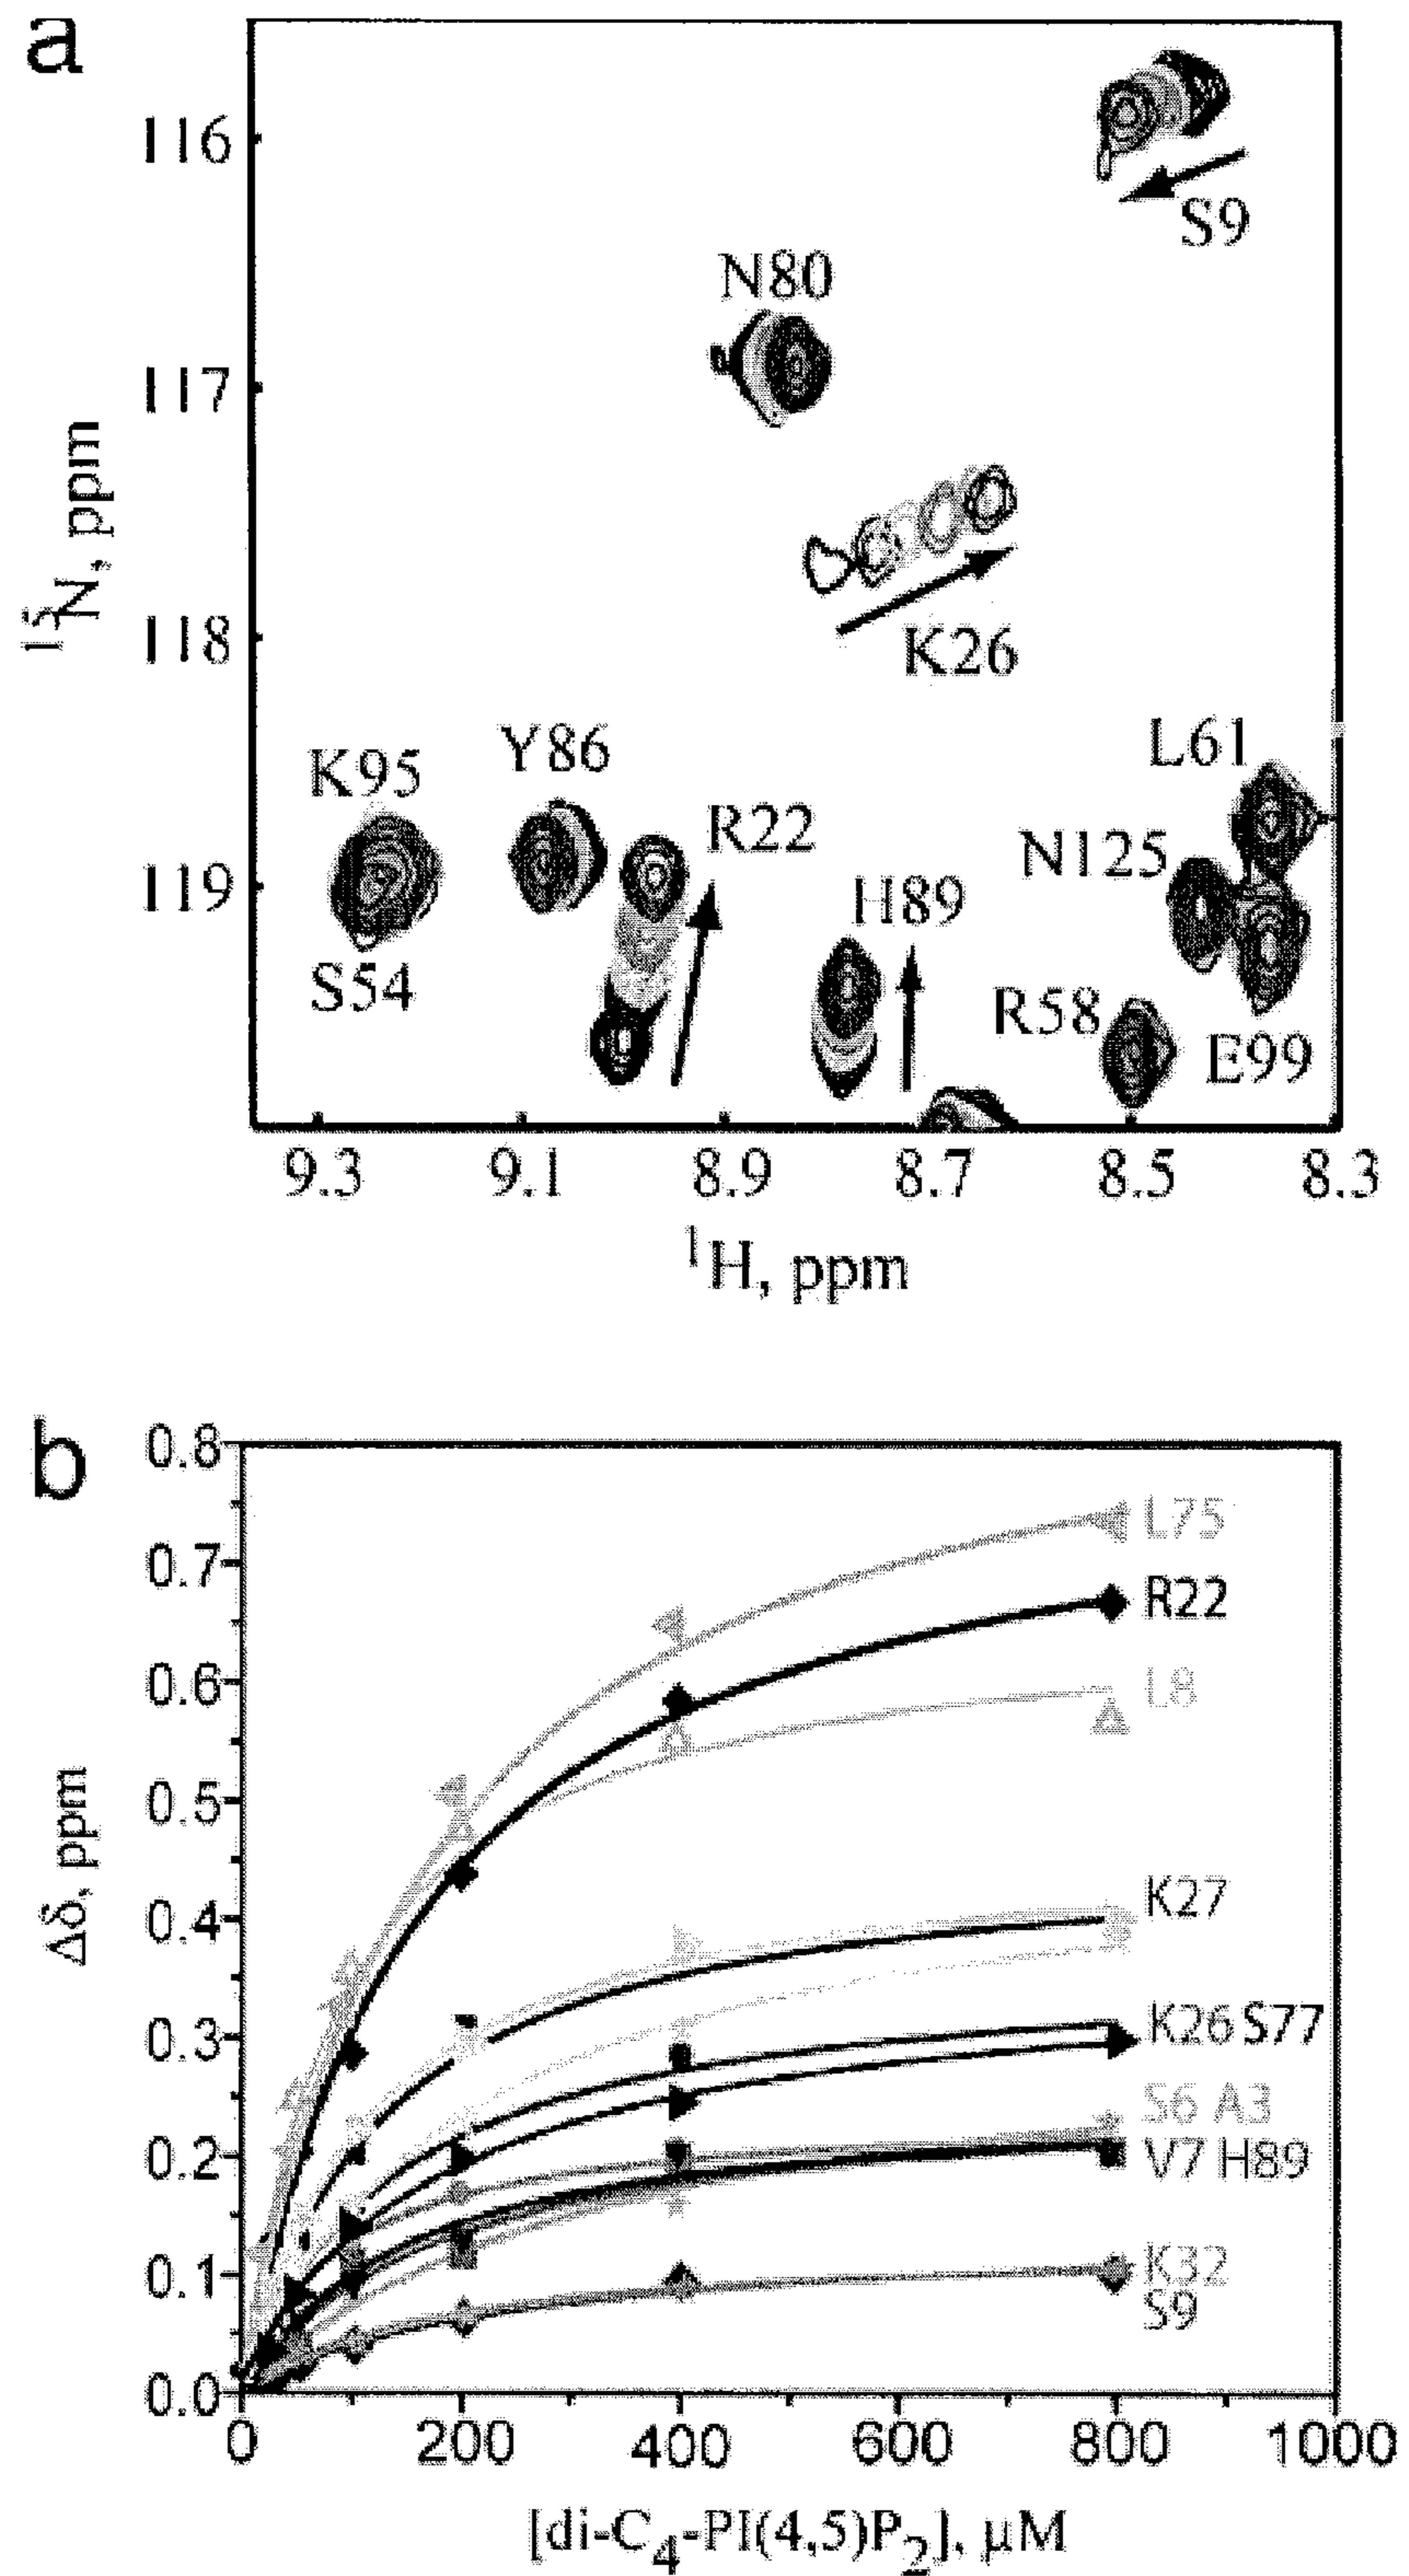 a
116
S9
N80
117
15N, ppm
118
K26
K95
Y86
L61
R22
N125
119
H89
S54
R58
E99
9.3 9.1 8.9 8.7 8.5 8.3
1H, ppm
b
0.8
L75
0.7
R22
0.6
L8
0.5
Δδ, ppm
0.4
K27
0.3
K26 S77
S6 A3
0.2
V7 H89
0.1
K32
S9
0.0
0 200 400 600 800 1000
[di-C4-PI(4,5)P2], μM